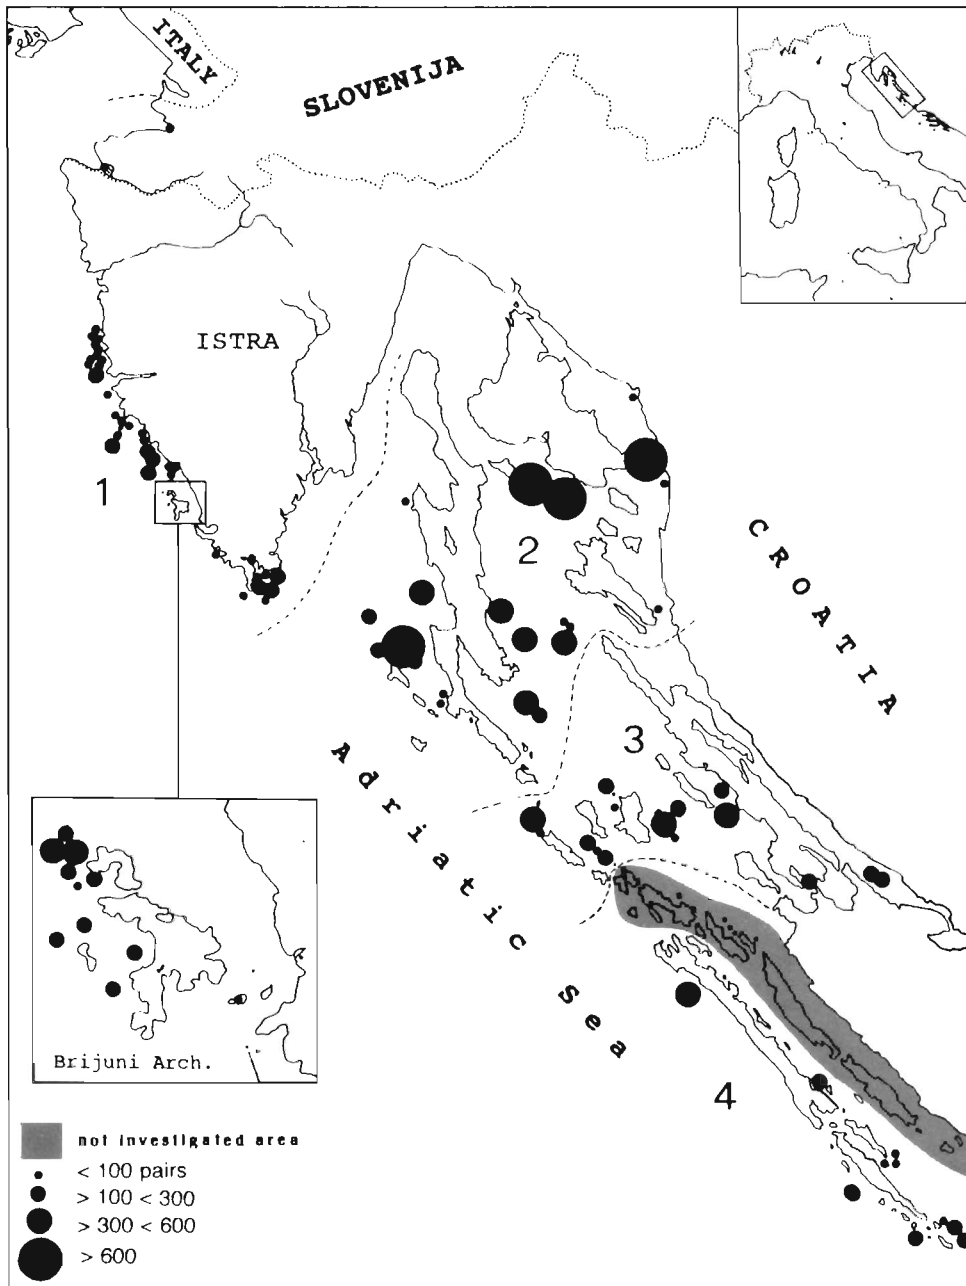 ITALY
SLOVENIJA
ISTRA
1
2
CROATIA
3
Adriatic Sea
4
Brijuni Arch.
not investigated area
< 100 pairs
> 100 < 300
> 300 < 600
> 600